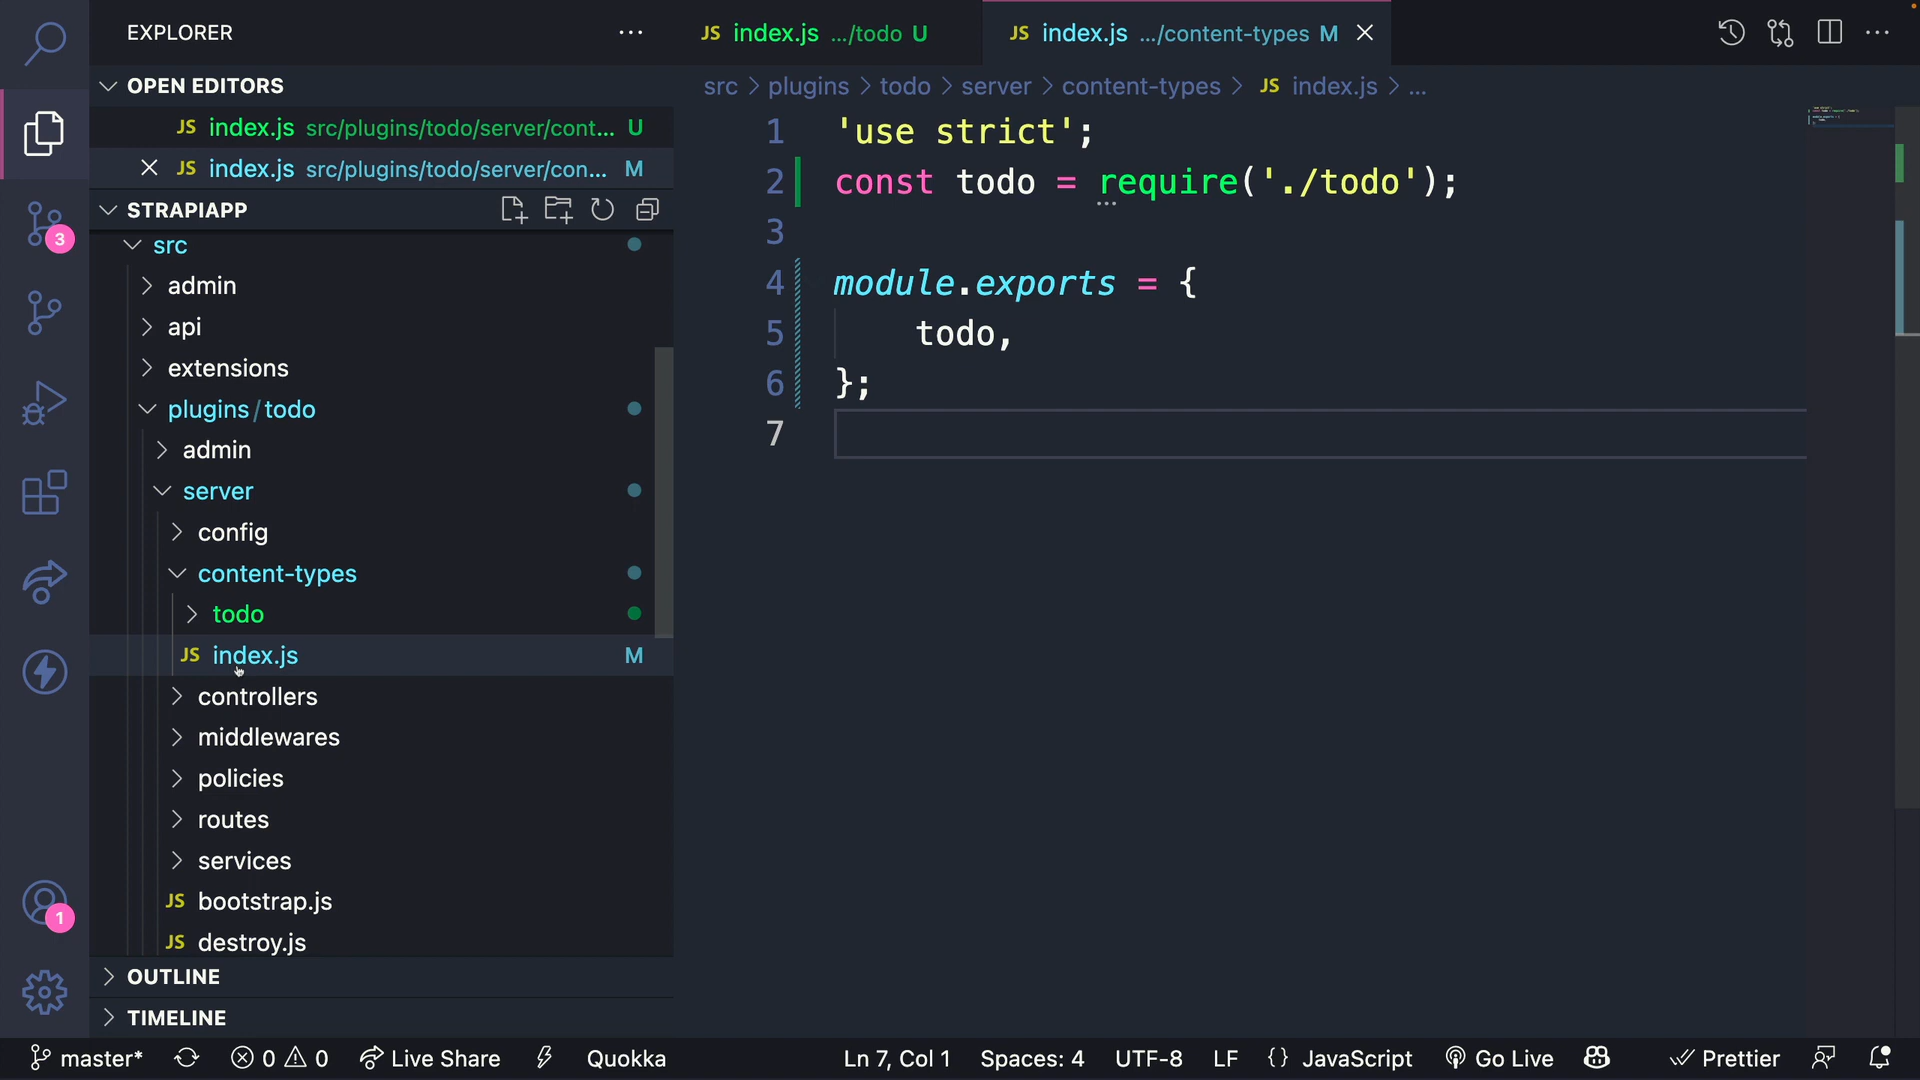 EXPLORER
OPEN EDITORS
JS index.js src/plugins/todo/server/cont... U
JS index.js src/plugins/todo/server/con... M
STRAPIAPP
src
admin
api
extensions
plugins/todo
admin
server
config
content-types
todo
JS index.js M
controllers
middlewares
policies
routes
services
JS bootstrap.js
JS destroy.js
OUTLINE
TIMELINE
3
1
JS index.js .../todo U
JS index.js .../content-types M
src > plugins > todo > server > content-types > JS index.js > ...
1 'use strict';
2 const todo = require('./todo');
3
4 module.exports = {
5 todo,
6 };
7
master* 0 0 Live Share Quokka Ln 7, Col 1 Spaces: 4 UTF-8 LF {} JavaScript Go Live Prettier